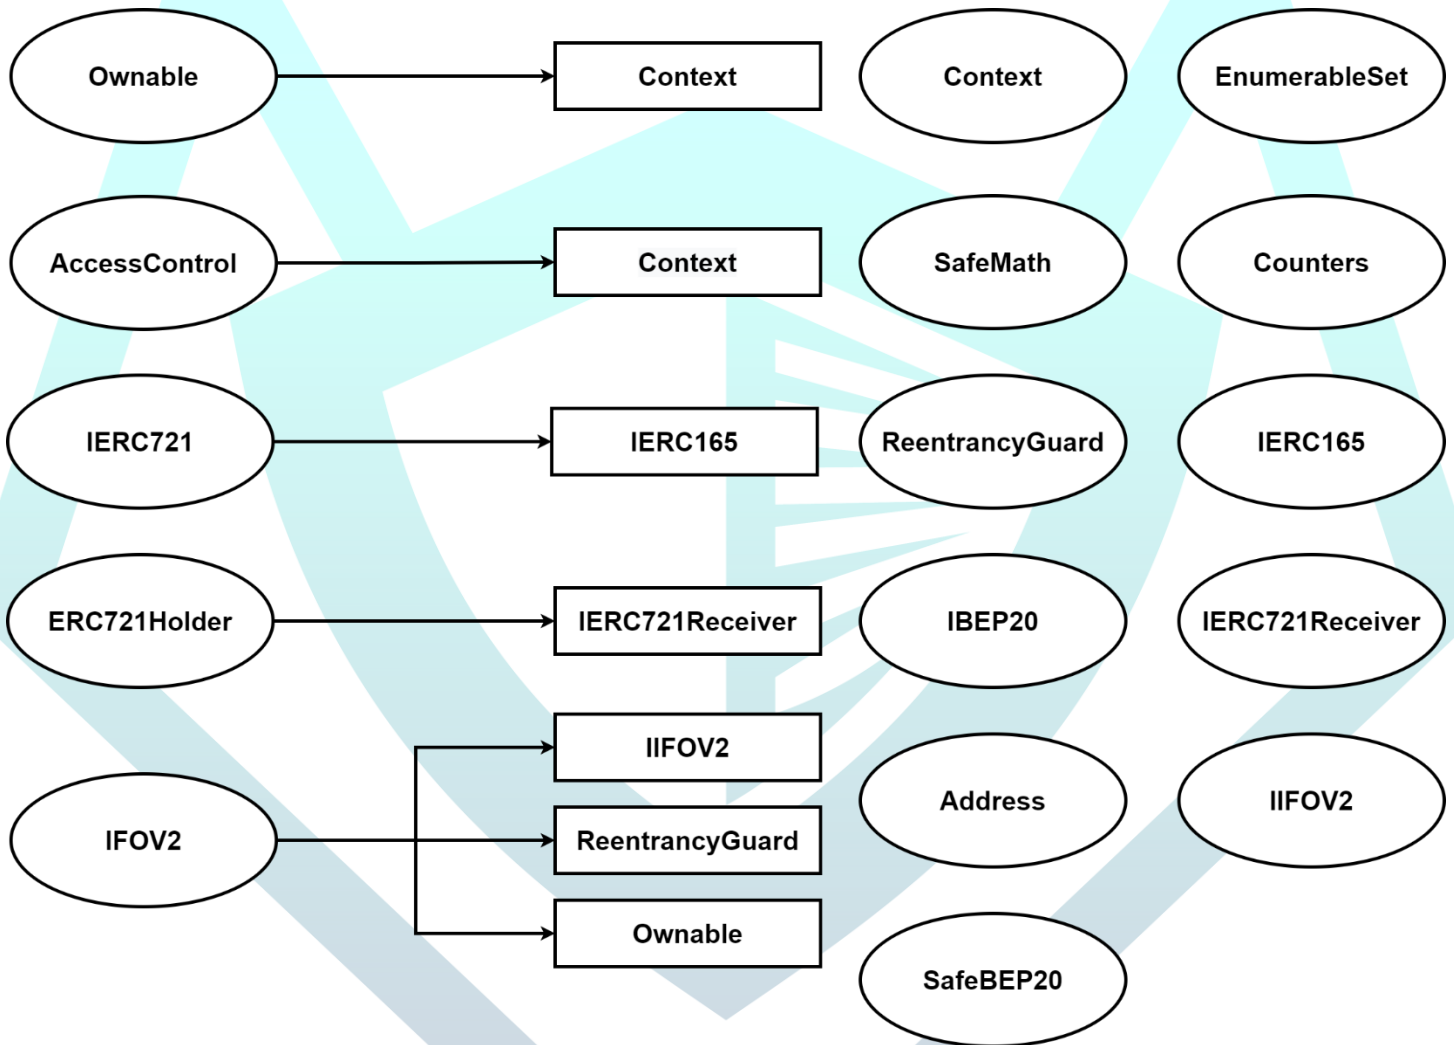 Ownable
Context
Context
EnumerableSet
AccessControl
Context
SafeMath
Counters
IERC721
IERC165
ReentrancyGuard
IERC165
ERC721Holder
IERC721Receiver
IBEP20
IERC721Receiver
IFOV2
IIFOV2
ReentrancyGuard
Ownable
Address
IIFOV2
SafeBEP20